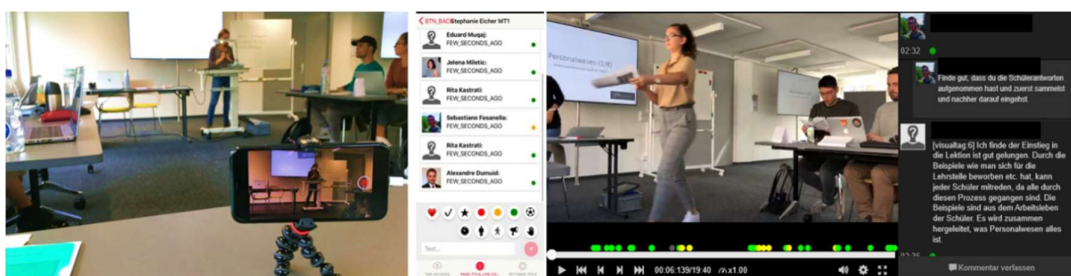 BTN_BACK
Stephanie Eicher MT1
Eduard Muqaj:
FEW_SECONDS_AGO
Jelena Miletic:
FEW_SECONDS_AGO
Rita Kastrati:
FEW_SECONDS_AGO
Sebastiano Fasanella:
FEW_SECONDS_AGO
Rita Kastrati:
FEW_SECONDS_AGO
Alexandre Dumuid:
FEW_SECONDS_AGO
Text...
Personalwesen (1/8)
00:06:139/19:40
x1.00
02:32
Finde gut, dass du die Schülerantworten
aufgenommen hast und zuerst sammelst
und nachher darauf eingehst.
[visualtag:6] Ich finde der Einstieg in
die Lektion ist gut gelungen. Durch die
Beispiele wie man sich für die
Lehrstelle beworben etc. hat, kann
jeder Schüler mitreden, da alle durch
diesen Prozess gegangen sind. Die
Beispiele sind aus dem Arbeitsleben
der Schüler. Es wird zusammen
hergeleitet, was Personalwesen alles
ist.
Kommentar verfassen